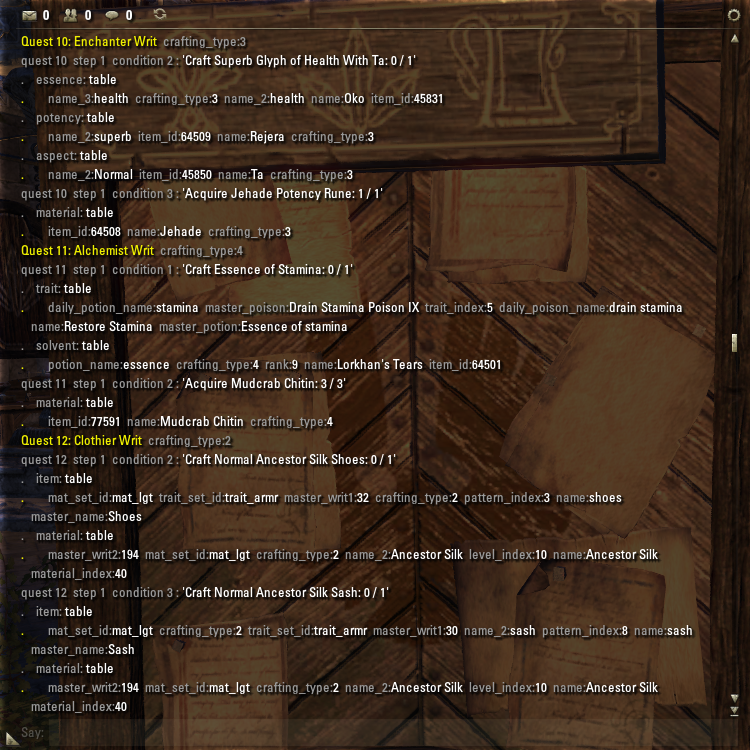 0 0 0
Quest 10: Enchanter Writ crafting_type:3
quest 10 step 1 condition 2 : 'Craft Superb Glyph of Health With Ta: 0 / 1'
. essence: table
. name_3:health crafting_type:3 name_2:health name:Oko item_id:45831
. potency: table
. name_2:superb item_id:64509 name:Rejera crafting_type:3
. aspect: table
. name_2:Normal item_id:45850 name:Ta crafting_type:3
quest 10 step 1 condition 3 : 'Acquire Jehade Potency Rune: 1 / 1'
. material: table
. item_id:64508 name:Jehade crafting_type:3
Quest 11: Alchemist Writ crafting_type:4
quest 11 step 1 condition 1 : 'Craft Essence of Stamina: 0 / 1'
. trait: table
. daily_potion_name:stamina master_poison:Drain Stamina Poison IX trait_index:5 daily_poison_name:drain stamina
name:Restore Stamina master_potion:Essence of stamina
. solvent: table
. potion_name:essence crafting_type:4 rank:9 name:Lorkhan's Tears item_id:64501
quest 11 step 1 condition 2 : 'Acquire Mudcrab Chitin: 3 / 3'
. material: table
. item_id:77591 name:Mudcrab Chitin crafting_type:4
Quest 12: Clothier Writ crafting_type:2
quest 12 step 1 condition 2 : 'Craft Normal Ancestor Silk Shoes: 0 / 1'
. item: table
. mat_set_id:mat_lgt trait_set_id:trait_armr master_writ1:32 crafting_type:2 pattern_index:3 name:shoes
master_name:Shoes
. material: table
. master_writ2:194 mat_set_id:mat_lgt crafting_type:2 name_2:Ancestor Silk level_index:10 name:Ancestor Silk
material_index:40
quest 12 step 1 condition 3 : 'Craft Normal Ancestor Silk Sash: 0 / 1'
. item: table
. mat_set_id:mat_lgt crafting_type:2 trait_set_id:trait_armr master_writ1:30 name_2:sash pattern_index:8 name:sash
master_name:Sash
. material: table
. master_writ2:194 mat_set_id:mat_lgt crafting_type:2 name_2:Ancestor Silk level_index:10 name:Ancestor Silk
material_index:40
Say: